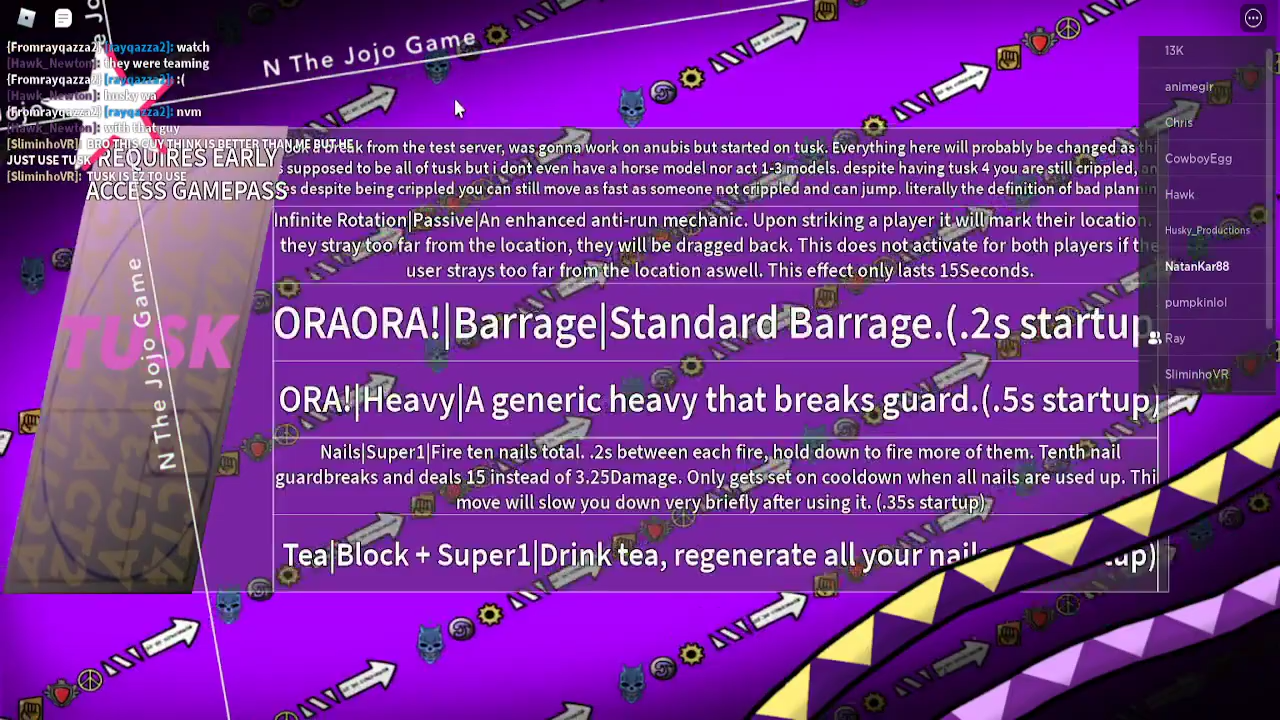 N The Jojo Game
{Fromrayqazza2} [rayqazza2]: watch
[Hawk_Newton]: they were teaming
{Fromrayqazza2} [rayqazza2]: :(
[Hawk_Newton]: husky wa
{Fromrayqazza2} [rayqazza2]: nvm
[Hawk_Newton]: with that guy
[SliminhoVR]: BRO THIS GUY THINK IS BETTER THAN ME BUT HE
JUST USE TUSK
[SliminhoVR]: TUSK IS EZ TO USE
REQUIRES EARLY
ACCESS GAMEPASS
TUSK
N The Jojo Game
from the test server, was gonna work on anubis but started on tusk. Everything here will probably be changed as
supposed to be all of tusk but i dont even have a horse model nor act 1-3 models. despite having tusk 4 you are still crippled,
despite being crippled you can still move as fast as someone not crippled and can jump. literally the definition of bad
Infinite Rotation|Passive|An enhanced anti-run mechanic. Upon striking a player it will mark their location.
they stray too far from the location, they will be dragged back. This does not activate for both players if the
user strays too far from the location aswell. This effect only lasts 15Seconds.
ORAORA!|Barrage|Standard Barrage.(.2s startup
ORA!|Heavy|A generic heavy that breaks guard.(.5s startup)
Nails|Super1|Fire ten nails total. .2s between each fire, hold down to fire more of them. Tenth nail
guardbreaks and deals 15 instead of 3.25Damage. Only gets set on cooldown when all nails are used up. Thi
move will slow you down very briefly after using it. (.35s startup)
Tea|Block + Super1|Drink tea, regenerate all your
13K
animegir
Chris
CowboyEgg
Hawk
Husky_Productions
NatanKar88
pumpkinlol
Ray
SliminhoVR